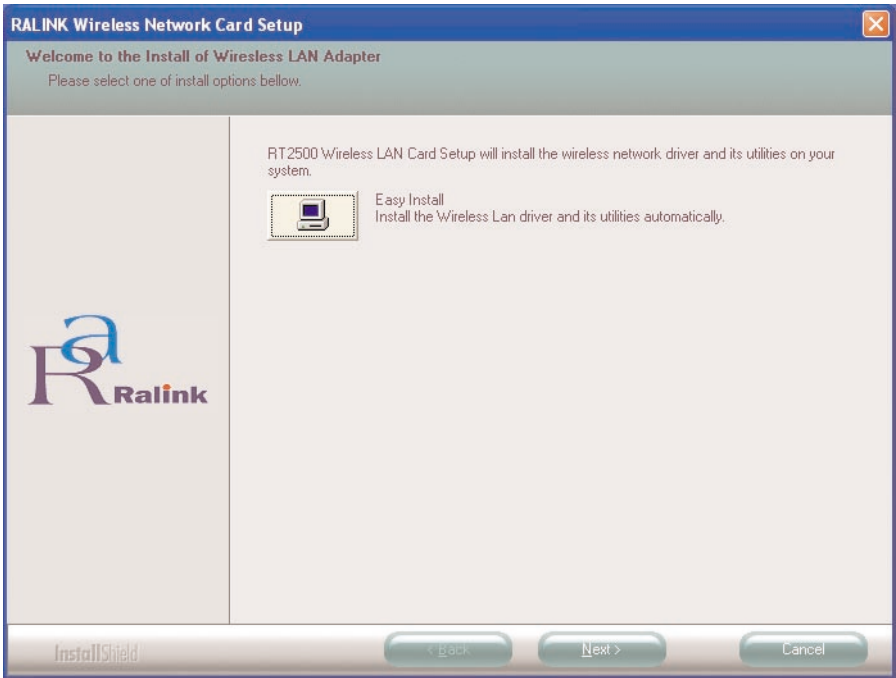 RALINK Wireless Network Card Setup
Welcome to the Install of Wiresless LAN Adapter
Please select one of install options bellow.
RT2500 Wireless LAN Card Setup will install the wireless network driver and its utilities on your
system.
Easy Install
Install the Wireless Lan driver and its utilities automatically.
Ra
Ralink
InstallShield
< Back
Next >
Cancel